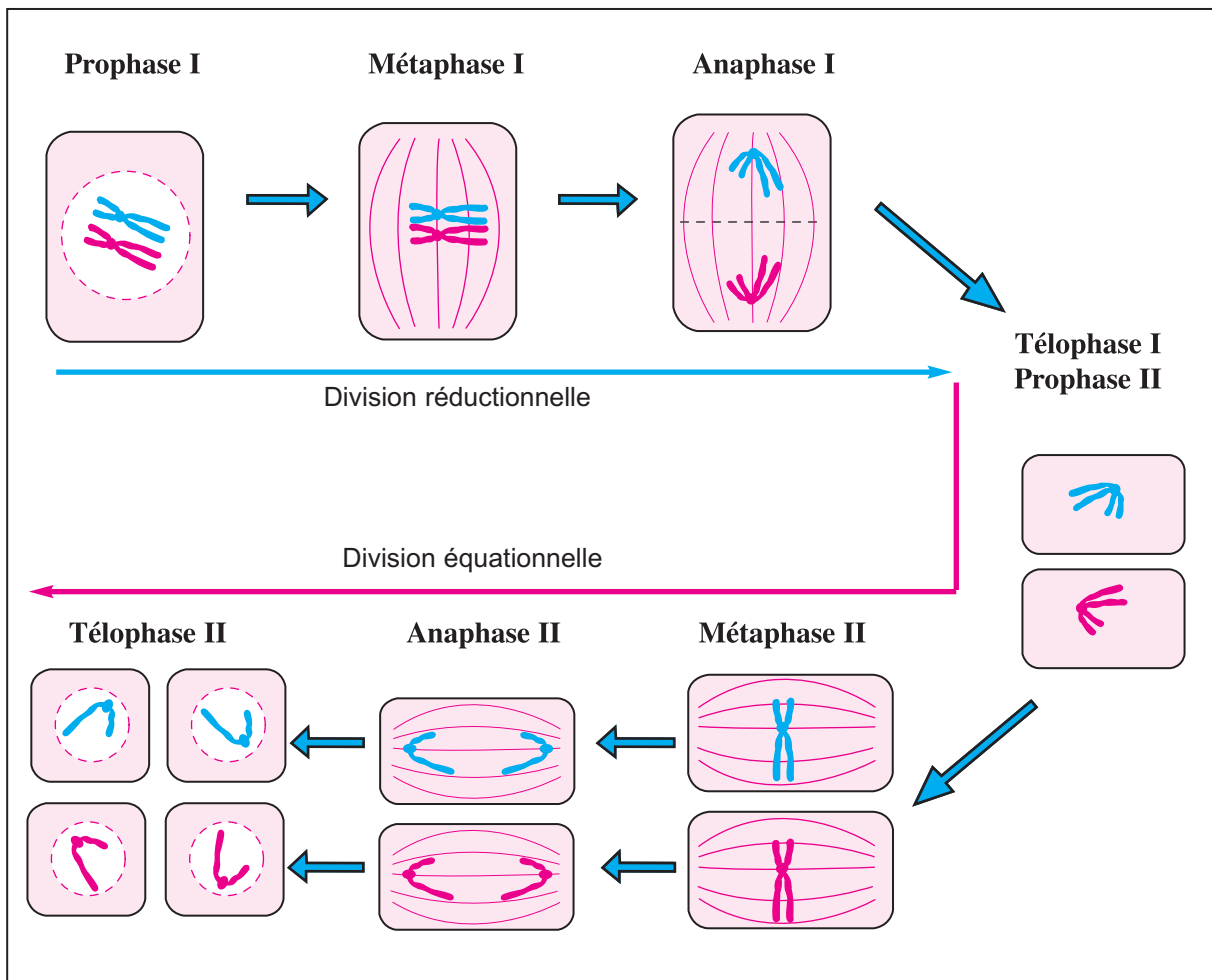 Prophase I
Métaphase I
Anaphase I
Télophase I
Prophase II
Division réductionnelle
Division équationnelle
Télophase II
Anaphase II
Métaphase II